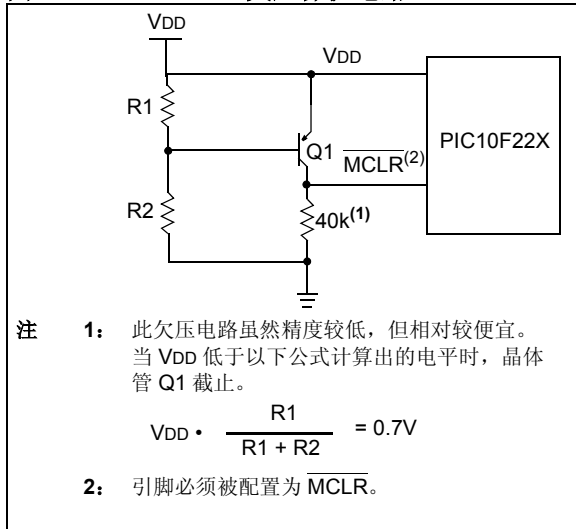 VDD
VDD
R1
Q1
MCLR(2)
PIC10F22X
R2
40k(1)
注 1： 此欠压电路虽然精度较低，但相对较便宜。
当 VDD 低于以下公式计算出的电平时，晶体
管 Q1 截止。
VDD • R1 / R1 + R2 = 0.7V
2： 引脚必须被配置为 MCLR。